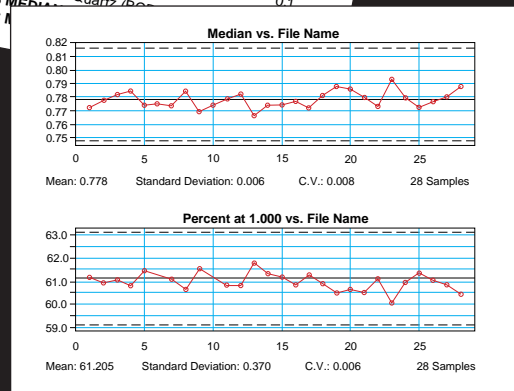 MEDIAN
0.1
Median vs. File Name
0.82
0.81
0.80
0.79
0.78
0.77
0.76
0.75
0 5 10 15 20 25
Mean: 0.778 Standard Deviation: 0.006 C.V.: 0.008 28 Samples
Percent at 1.000 vs. File Name
63.0
62.0
61.0
60.0
59.0
0 5 10 15 20 25
Mean: 61.205 Standard Deviation: 0.370 C.V.: 0.006 28 Samples